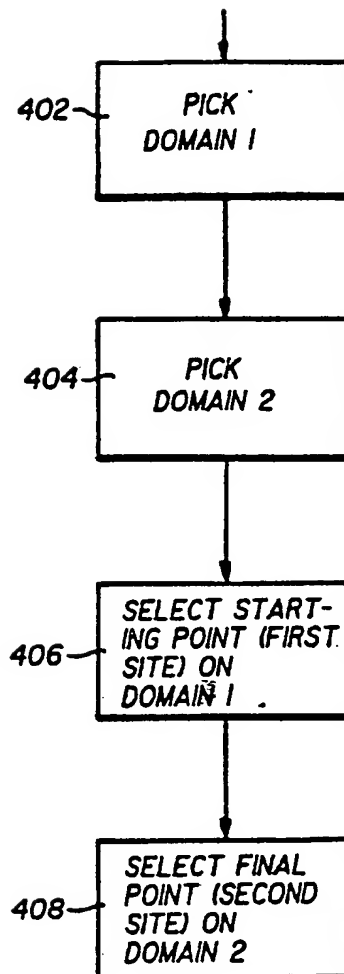 402
PICK
DOMAIN 1
404
PICK
DOMAIN 2
406
SELECT START-
ING POINT (FIRST
SITE) ON
DOMAIN 1
408
SELECT FINAL
POINT (SECOND
SITE) ON
DOMAIN 2